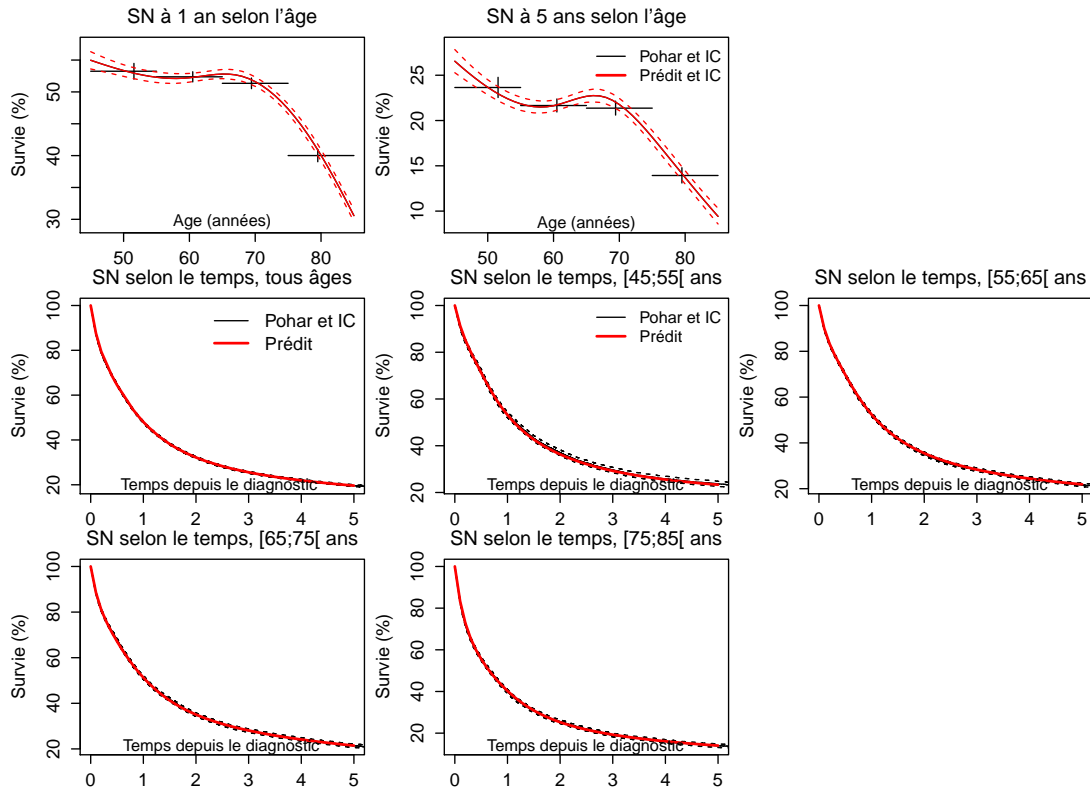 SN à 1 an selon l'âge
Survie (%)
50
40
30
Age (années)
50 60 70 80
SN à 5 ans selon l'âge
Survie (%)
25
20
15
10
Pohar et IC
Prédit et IC
Age (années)
50 60 70 80
SN selon le temps, tous âges
Survie (%)
100
80
60
40
20
Pohar et IC
Prédit
Temps depuis le diagnostic
0 1 2 3 4 5
SN selon le temps, [45;55[ ans
Survie (%)
100
80
60
40
20
Pohar et IC
Prédit
Temps depuis le diagnostic
0 1 2 3 4 5
SN selon le temps, [55;65[ ans
Survie (%)
100
80
60
40
20
Temps depuis le diagnostic
0 1 2 3 4 5
SN selon le temps, [65;75[ ans
Survie (%)
100
80
60
40
20
Temps depuis le diagnostic
0 1 2 3 4 5
SN selon le temps, [75;85[ ans
Survie (%)
100
80
60
40
20
Temps depuis le diagnostic
0 1 2 3 4 5